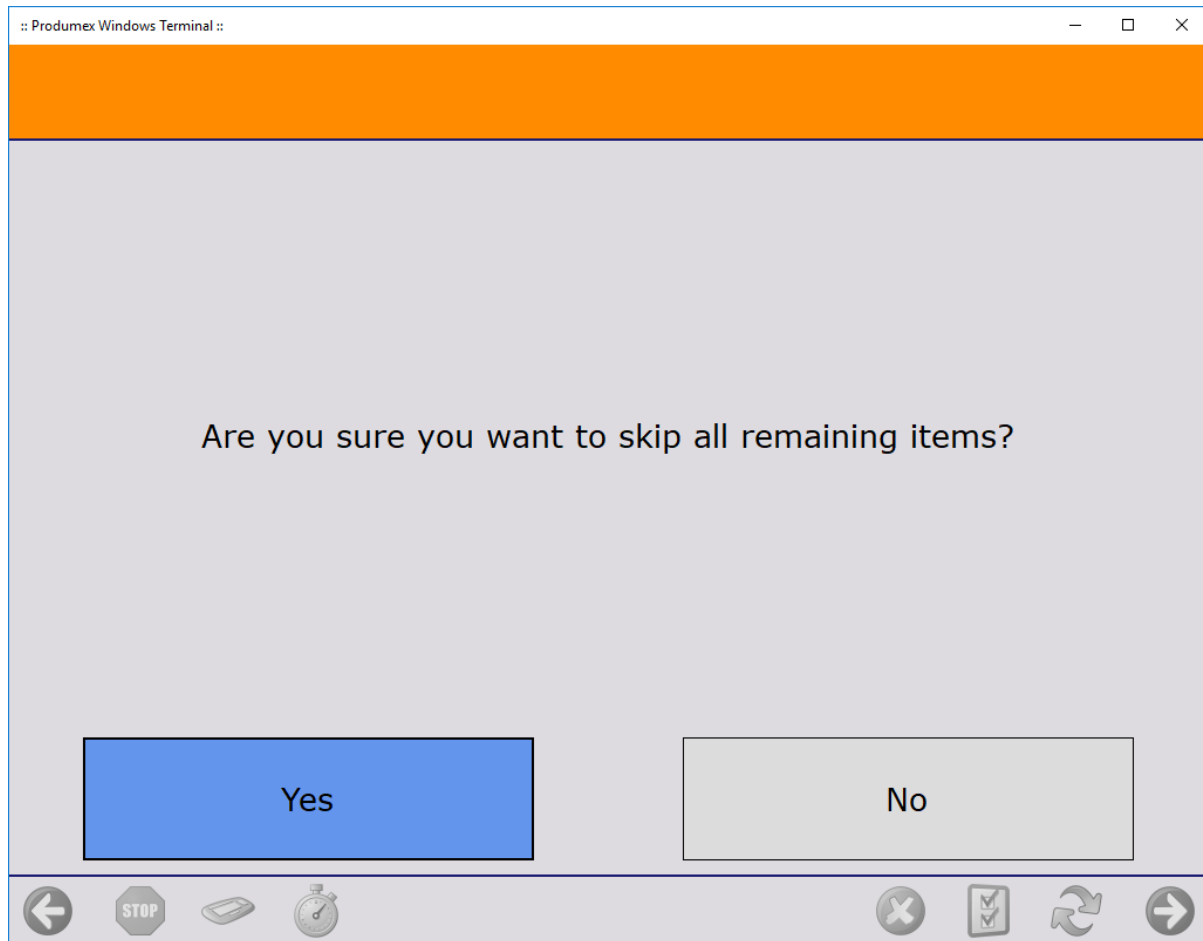 :: Produmex Windows Terminal ::
Are you sure you want to skip all remaining items?
Yes
No
STOP